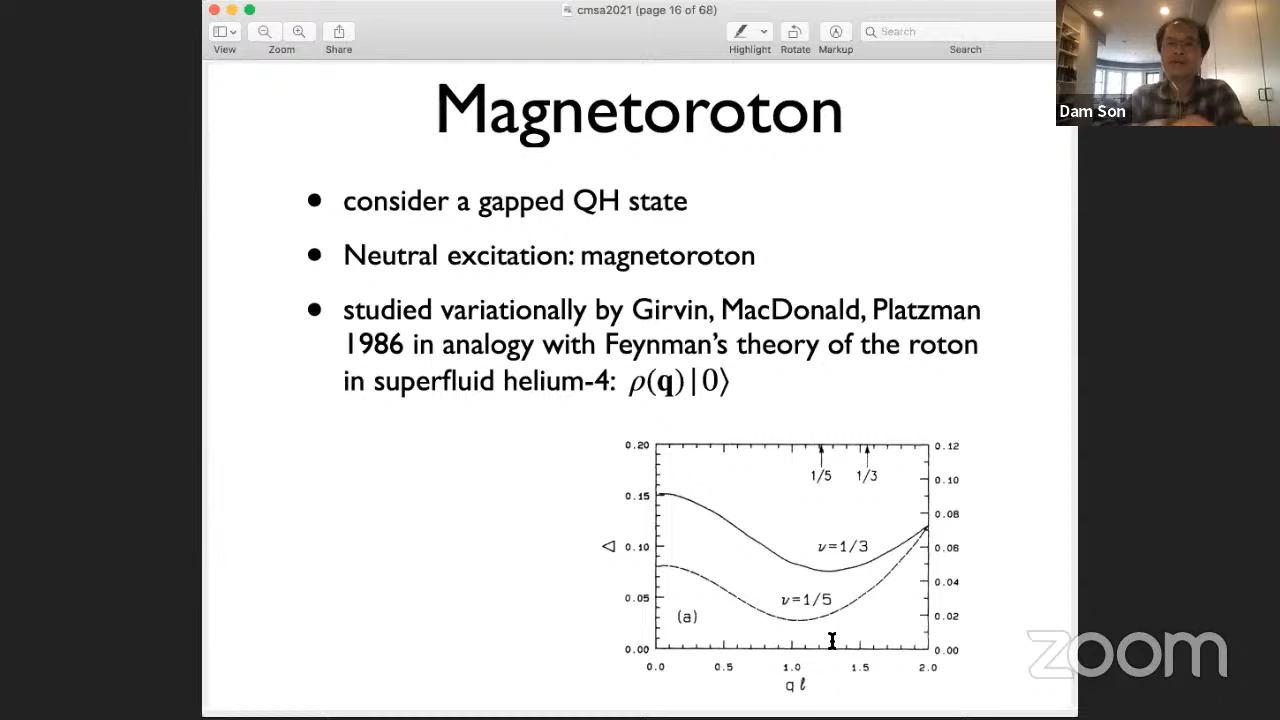 cmsa2021 (page 16 of 68)
View
Zoom
Share
Highlight
Rotate
Markup
Search
Search
Dam Son
Magnetoroton
• consider a gapped QH state
• Neutral excitation: magnetoroton
• studied variationally by Girvin, MacDonald, Platzman
1986 in analogy with Feynman's theory of the roton
in superfluid helium-4: ρ(q)|0⟩
0.20
0.15
0.10
0.05
0.00
Δ
1/5
1/3
ν=1/3
ν=1/5
(a)
0.12
0.10
0.08
0.06
0.04
0.02
0.00
0.0 0.5 1.0 1.5 2.0
q ℓ
zoom